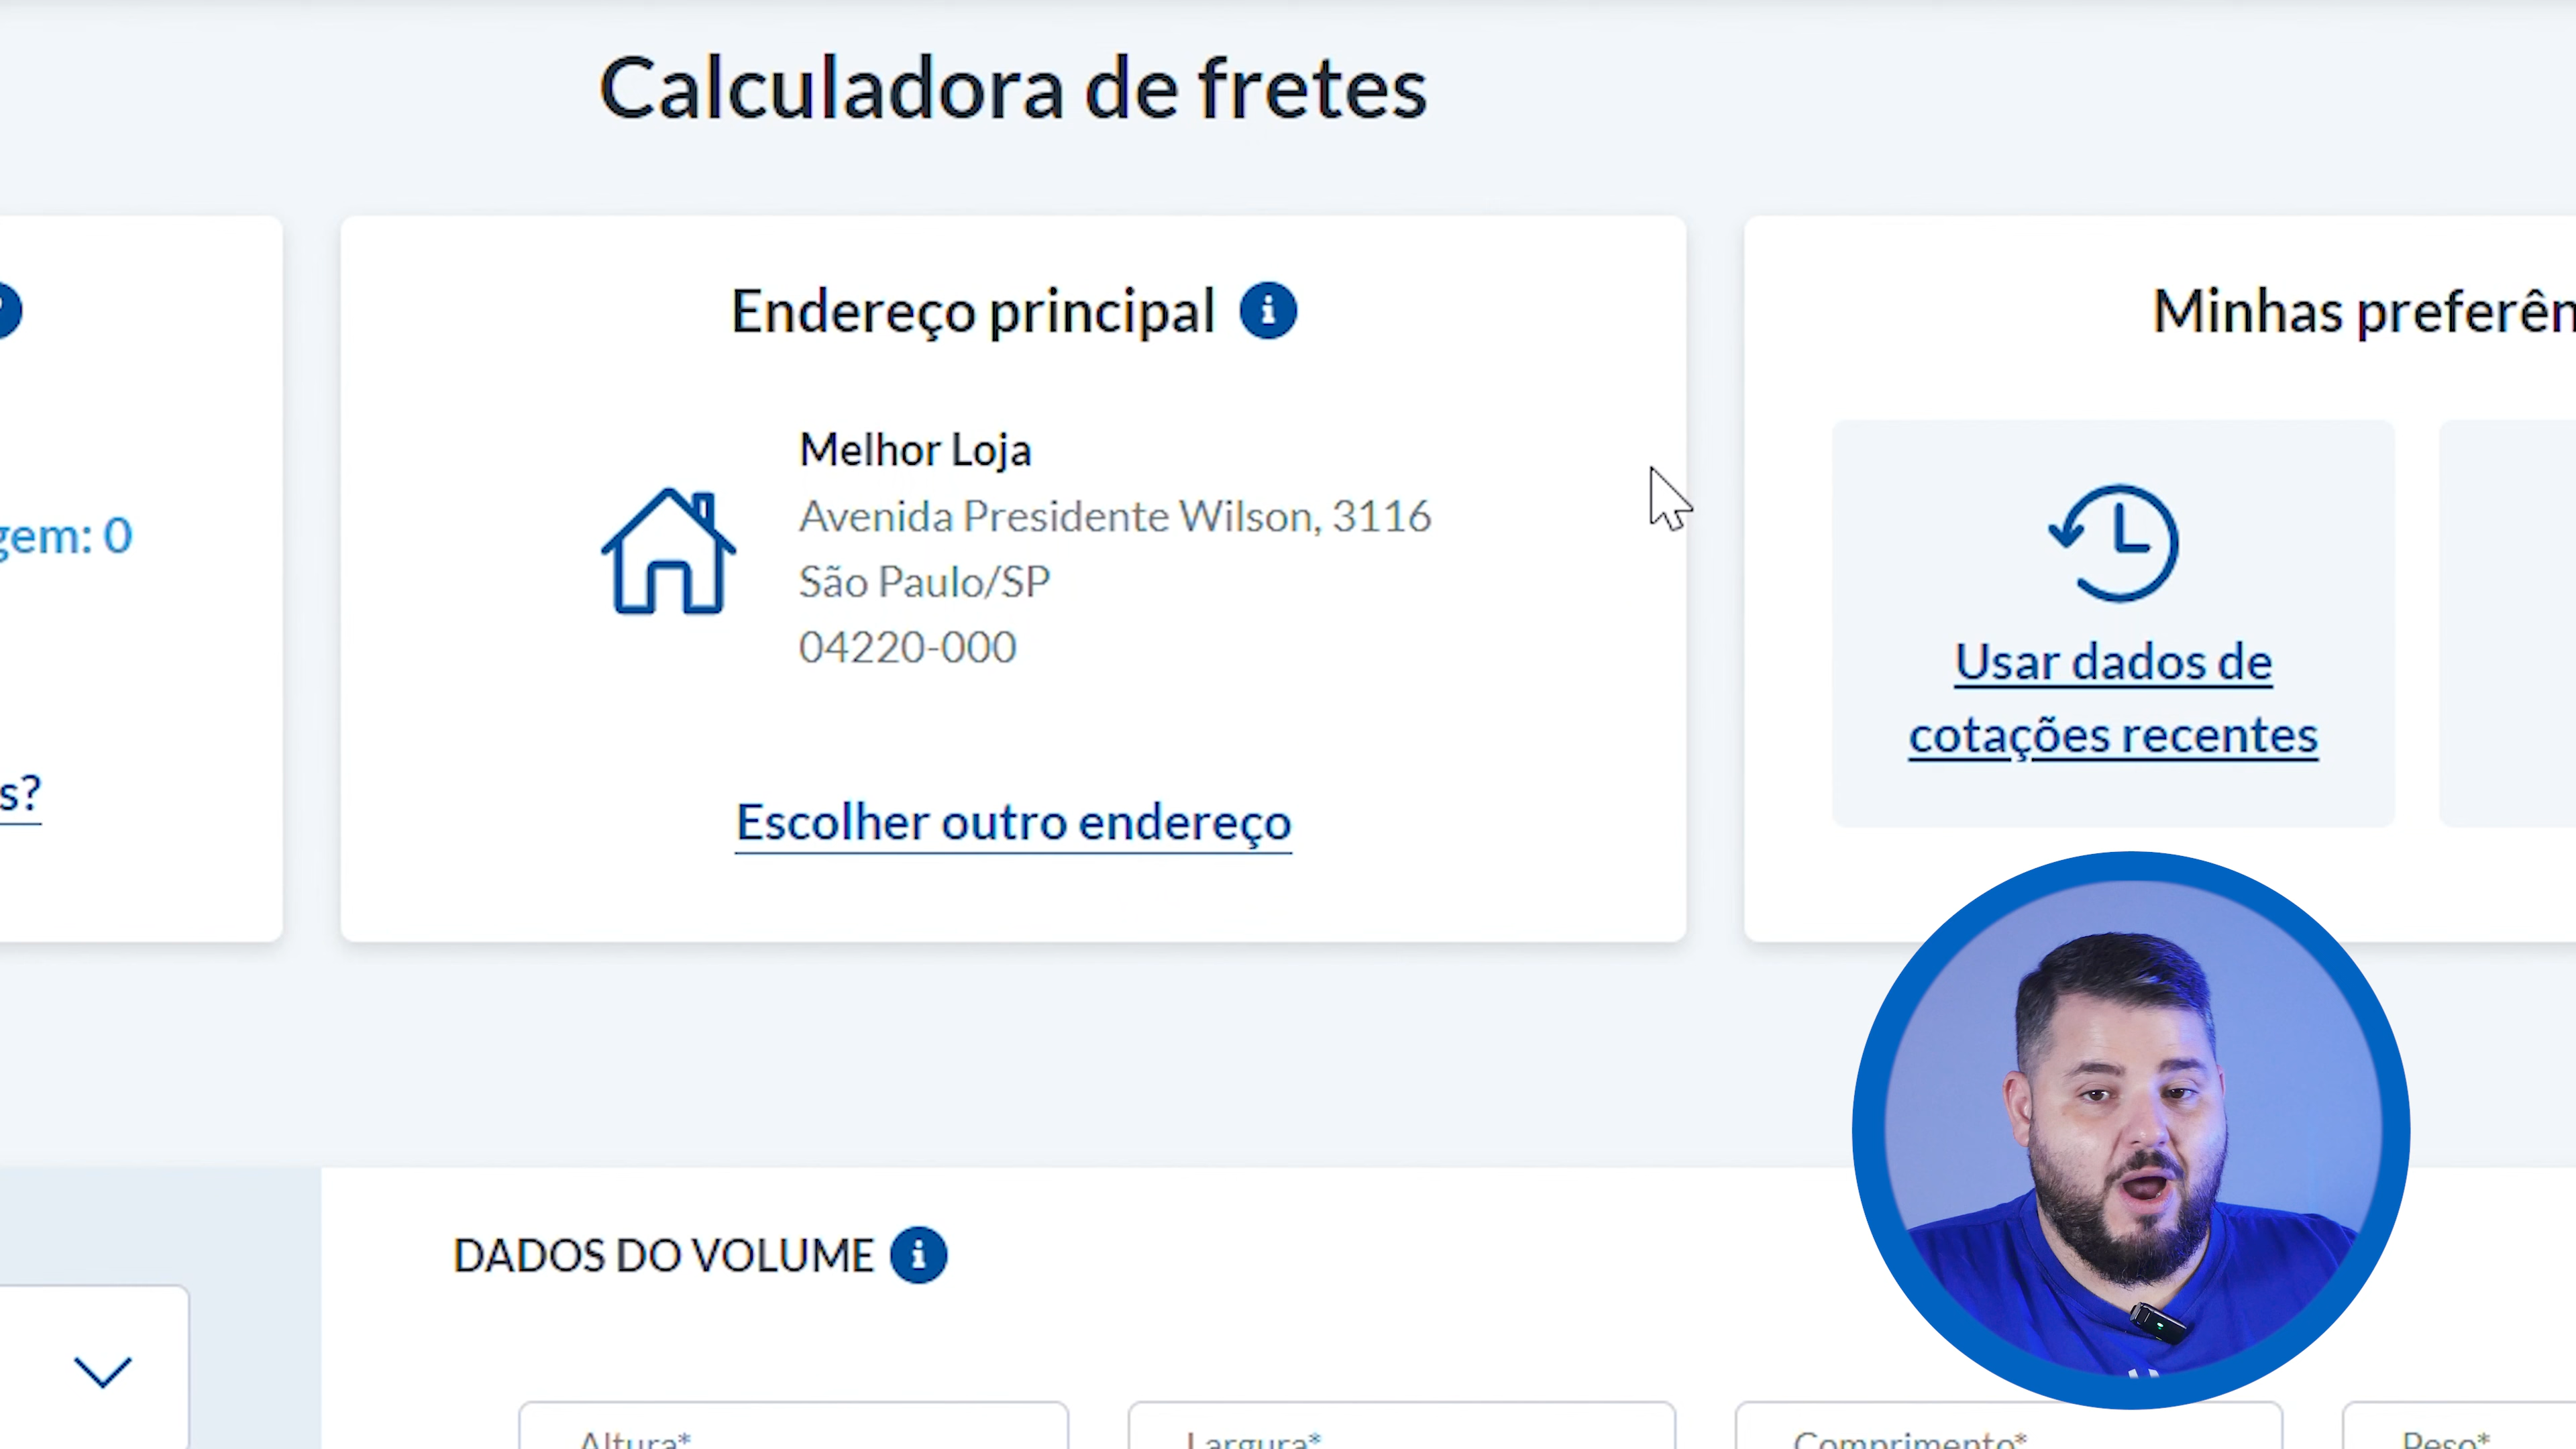 Calculadora de fretes
gem: 0
s?
Endereço principal
Melhor Loja
Avenida Presidente Wilson, 3116
São Paulo/SP
04220-000
Escolher outro endereço
Minhas preferên
Usar dados de
cotações recentes
DADOS DO VOLUME
Altura*
Largura*
Comprimento*
Peso*